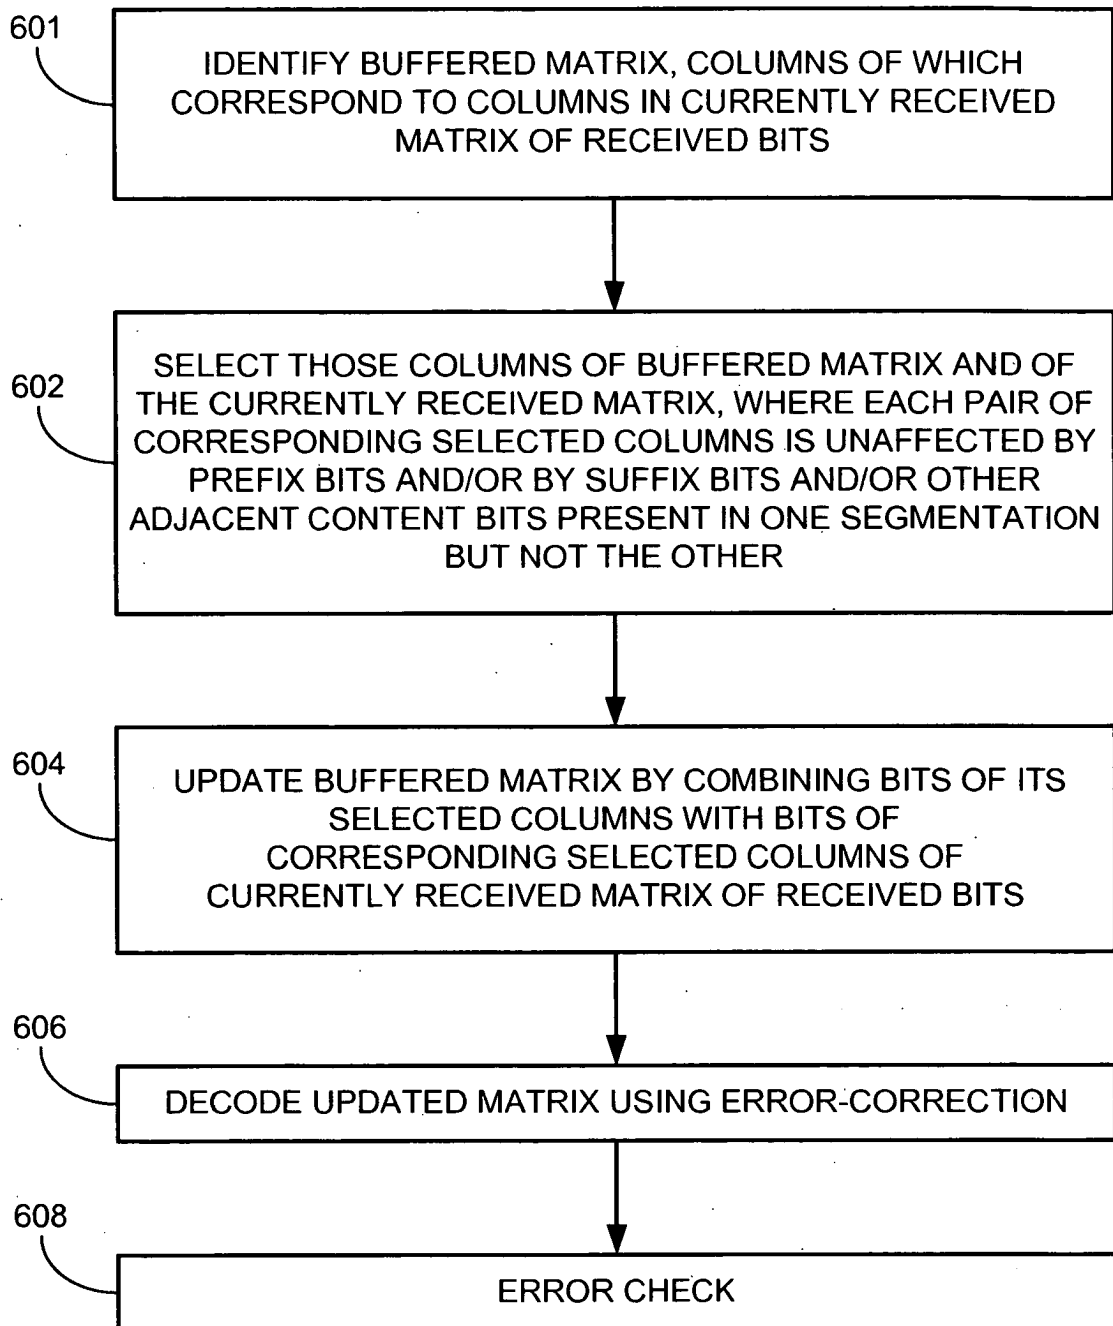 601
IDENTIFY BUFFERED MATRIX, COLUMNS OF WHICH
CORRESPOND TO COLUMNS IN CURRENTLY RECEIVED
MATRIX OF RECEIVED BITS
602
SELECT THOSE COLUMNS OF BUFFERED MATRIX AND OF
THE CURRENTLY RECEIVED MATRIX, WHERE EACH PAIR OF
CORRESPONDING SELECTED COLUMNS IS UNAFFECTED BY
PREFIX BITS AND/OR BY SUFFIX BITS AND/OR OTHER
ADJACENT CONTENT BITS PRESENT IN ONE SEGMENTATION
BUT NOT THE OTHER
604
UPDATE BUFFERED MATRIX BY COMBINING BITS OF ITS
SELECTED COLUMNS WITH BITS OF
CORRESPONDING SELECTED COLUMNS OF
CURRENTLY RECEIVED MATRIX OF RECEIVED BITS
606
DECODE UPDATED MATRIX USING ERROR-CORRECTION
608
ERROR CHECK